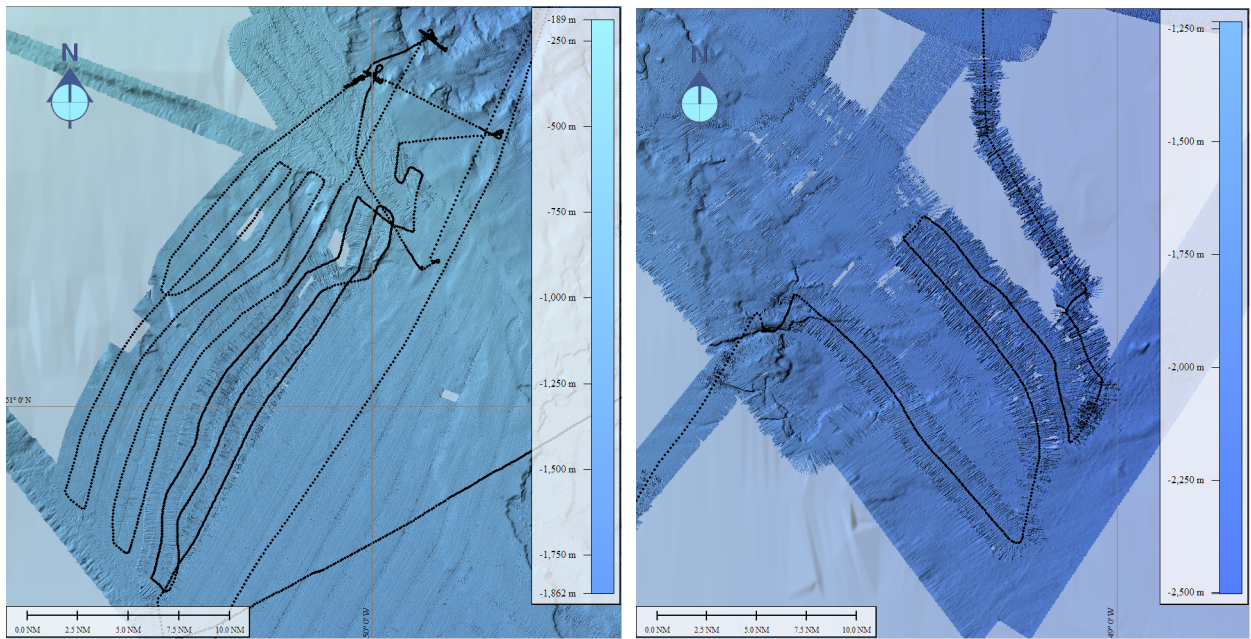 N
-189 m
-250 m
-500 m
-750 m
-1,000 m
-1,250 m
-1,500 m
-1,750 m
-1,862 m
51° 0' N
50° 0' W
0.0 NM 2.5 NM 5.0 NM 7.5 NM 10.0 NM
N
-1,250 m
-1,500 m
-1,750 m
-2,000 m
-2,250 m
-2,500 m
49° 0' W
0.0 NM 2.5 NM 5.0 NM 7.5 NM 10.0 NM